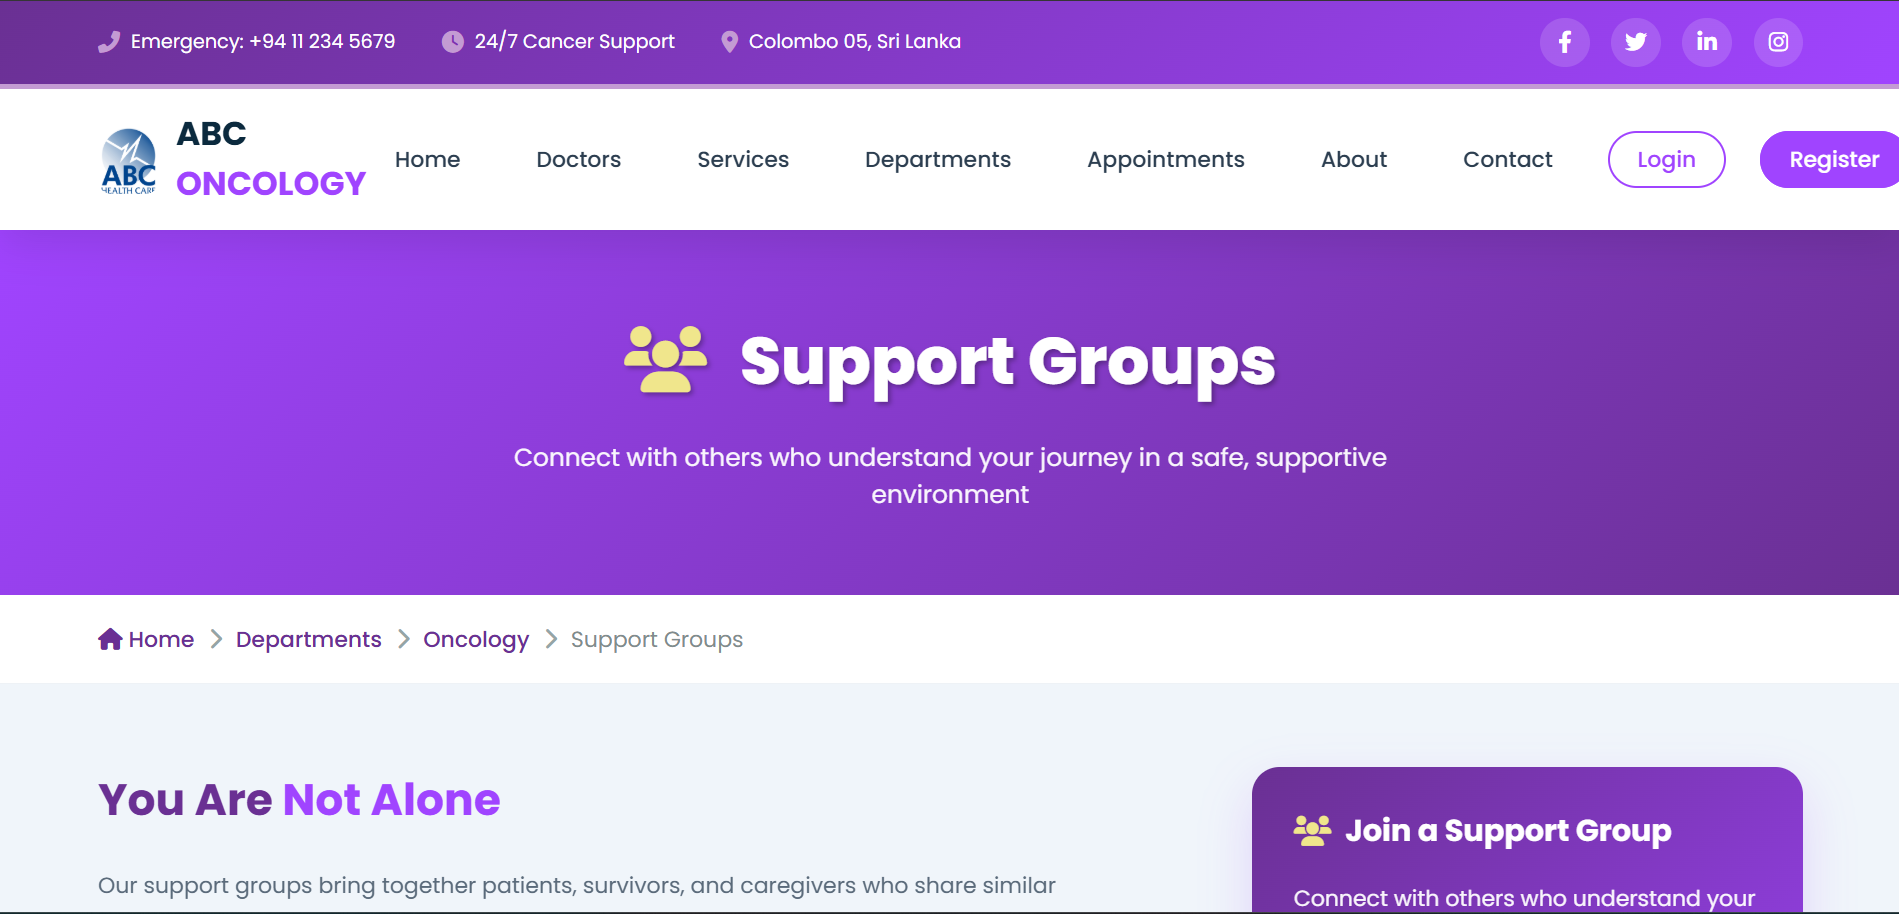 Emergency: +94 11 234 5679
24/7 Cancer Support
Colombo 05, Sri Lanka
ABC
HEALTH CARE
ABC
ONCOLOGY
Home
Doctors
Services
Departments
Appointments
About
Contact
Login
Register
Support Groups
Connect with others who understand your journey in a safe, supportive
environment
Home
Departments
Oncology
Support Groups
You Are Not Alone
Our support groups bring together patients, survivors, and caregivers who share similar
Join a Support Group
Connect with others who understand your